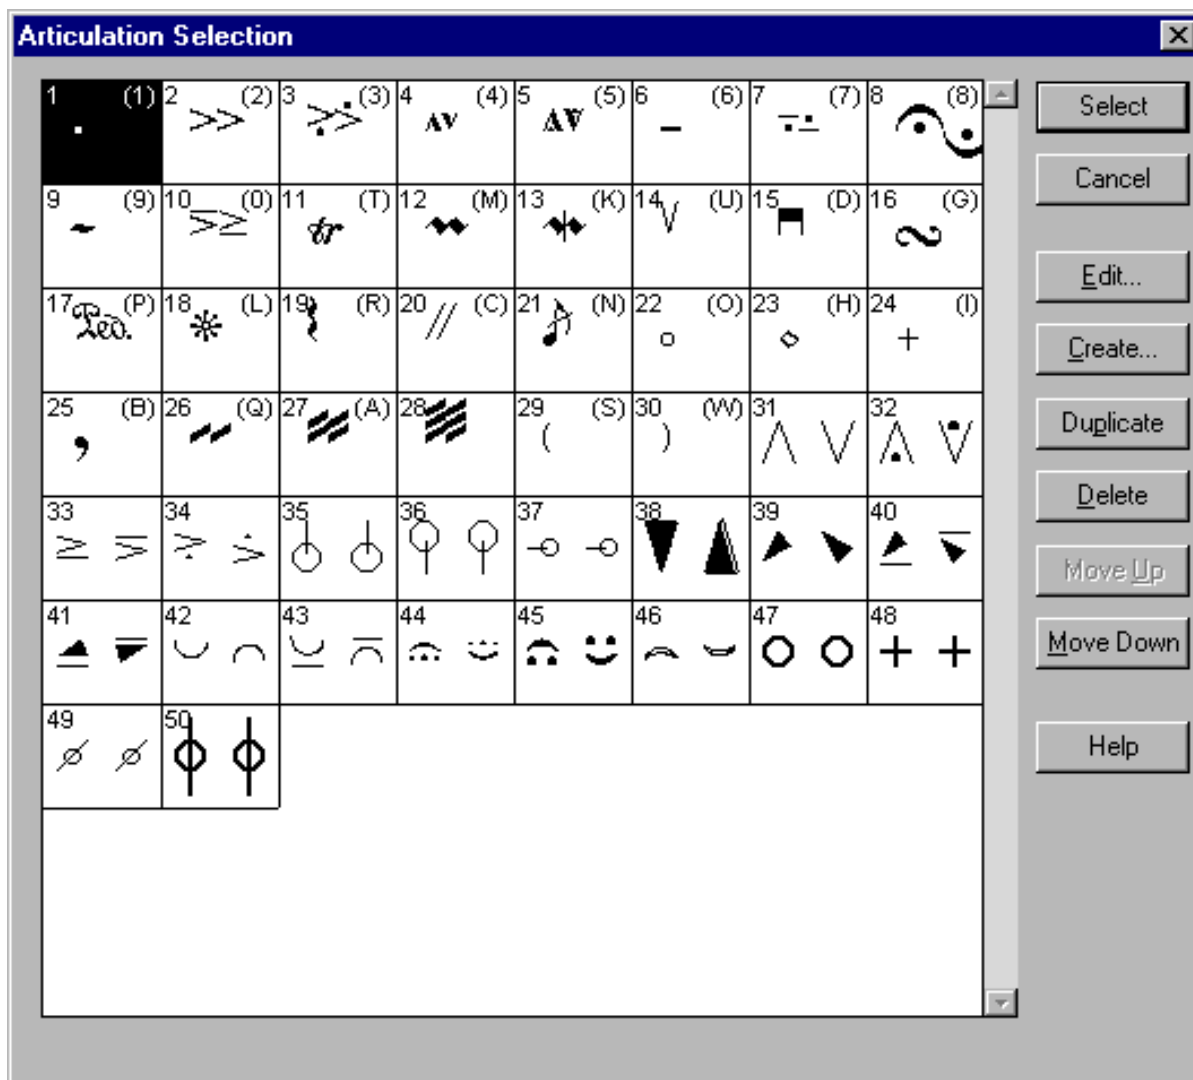 Articulation Selection
1 (1) 2 (2) 3 (3) 4 (4) 5 (5) 6 (6) 7 (7) 8 (8)
9 (9) 10 (0) 11 (T) tr 12 (M) 13 (K) 14 (U) 15 (D) 16 (G)
17 (P) Ped. 18 (L) 19 (R) 20 (C) 21 (N) 22 (O) 23 (H) 24 (I)
25 (B) 26 (Q) 27 (A) 28 29 (S) 30 (W) 31 32
33 34 35 36 37 38 39 40
41 42 43 44 45 46 47 48
49 50
Select
Cancel
Edit...
Create...
Duplicate
Delete
Move Up
Move Down
Help